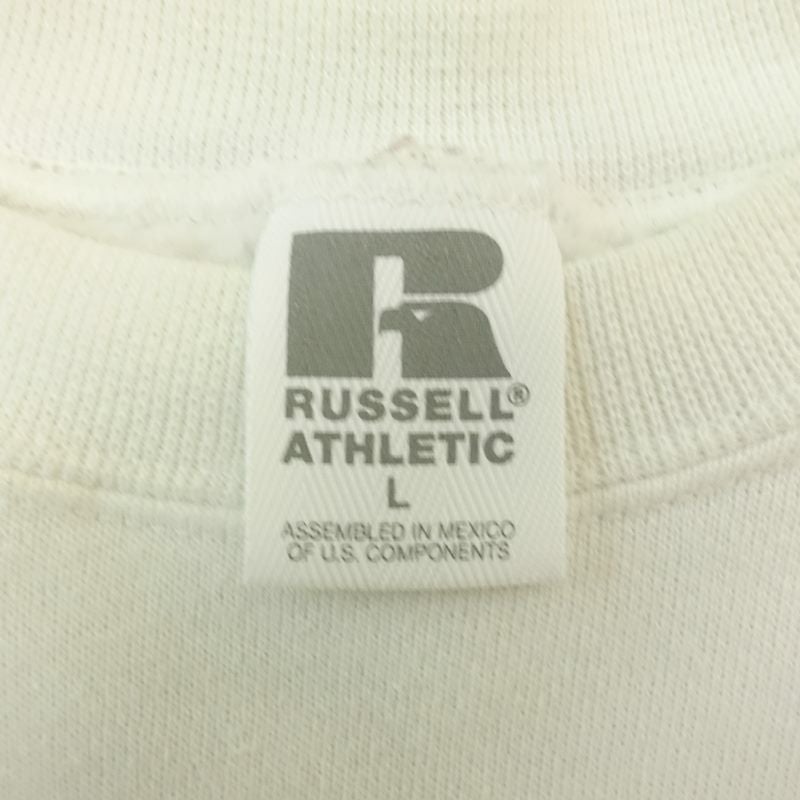 R
RUSSELL®
ATHLETIC
L
ASSEMBLED IN MEXICO
OF U.S. COMPONENTS